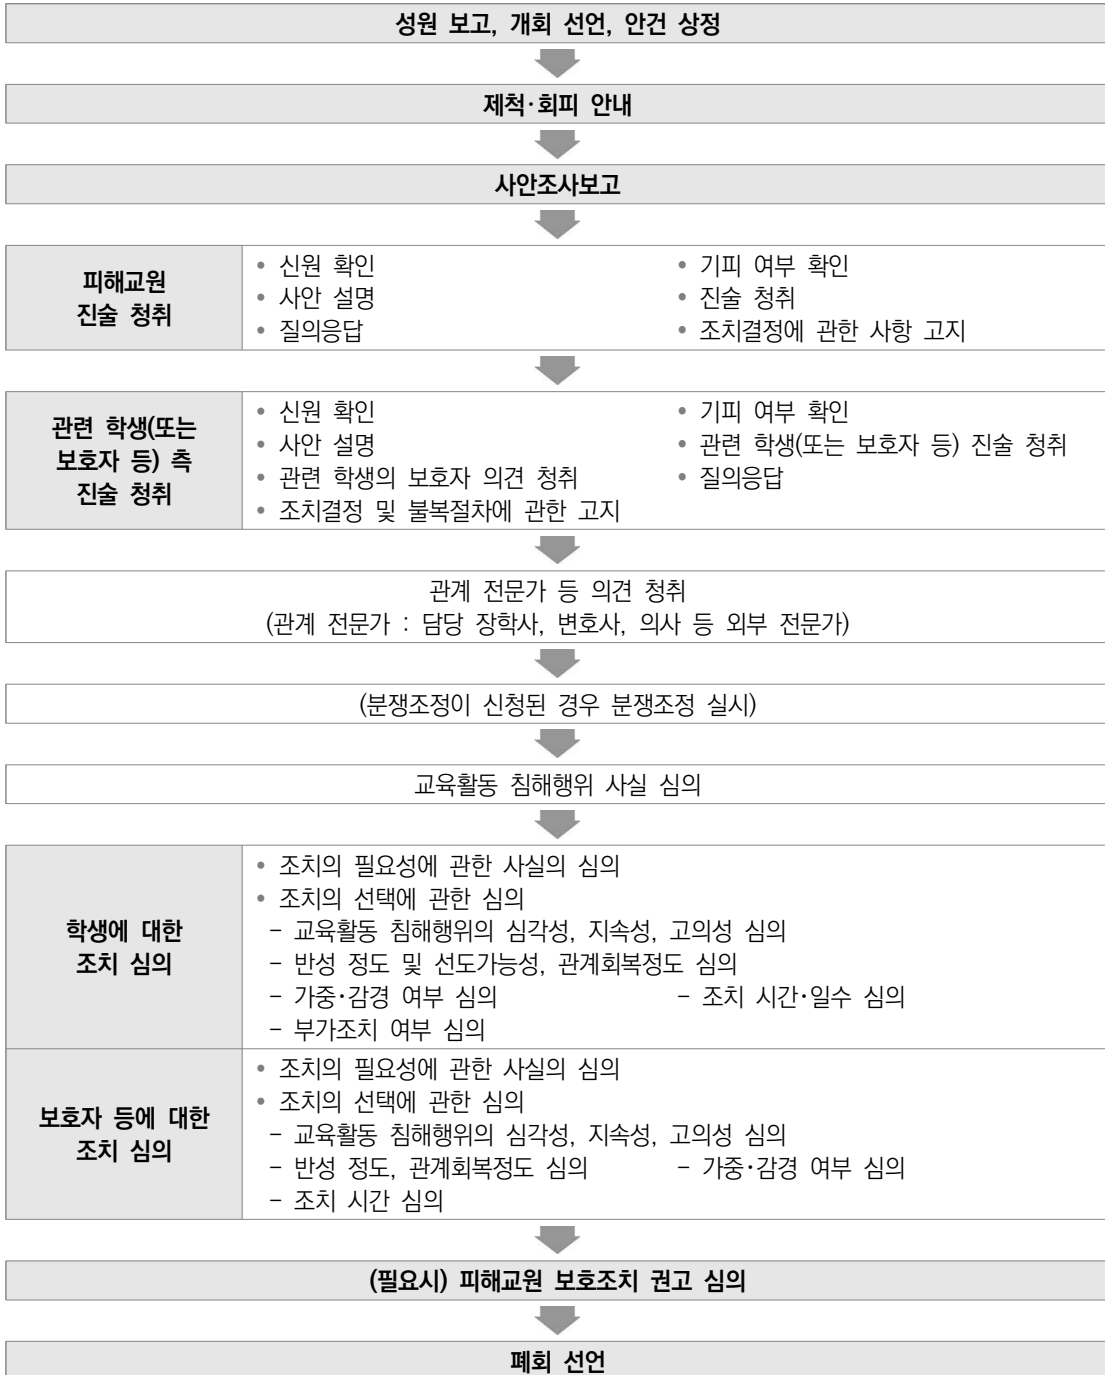 성원 보고, 개회 선언, 안건 상정
제척·회피 안내
사안조사보고
피해교원
진술 청취
• 신원 확인
• 기피 여부 확인
• 사안 설명
• 진술 청취
• 질의응답
• 조치결정에 관한 사항 고지
관련 학생(또는
보호자 등) 측
진술 청취
• 신원 확인
• 기피 여부 확인
• 사안 설명
• 관련 학생(또는 보호자 등) 진술 청취
• 관련 학생의 보호자 의견 청취
• 질의응답
• 조치결정 및 불복절차에 관한 고지
관계 전문가 등 의견 청취
(관계 전문가 : 담당 장학사, 변호사, 의사 등 외부 전문가)
(분쟁조정이 신청된 경우 분쟁조정 실시)
교육활동 침해행위 사실 심의
학생에 대한
조치 심의
• 조치의 필요성에 관한 사실의 심의
• 조치의 선택에 관한 심의
- 교육활동 침해행위의 심각성, 지속성, 고의성 심의
- 반성 정도 및 선도가능성, 관계회복정도 심의
- 가중·감경 여부 심의
- 조치 시간·일수 심의
- 부가조치 여부 심의
보호자 등에 대한
조치 심의
• 조치의 필요성에 관한 사실의 심의
• 조치의 선택에 관한 심의
- 교육활동 침해행위의 심각성, 지속성, 고의성 심의
- 반성 정도, 관계회복정도 심의
- 가중·감경 여부 심의
- 조치 시간 심의
(필요시) 피해교원 보호조치 권고 심의
폐회 선언